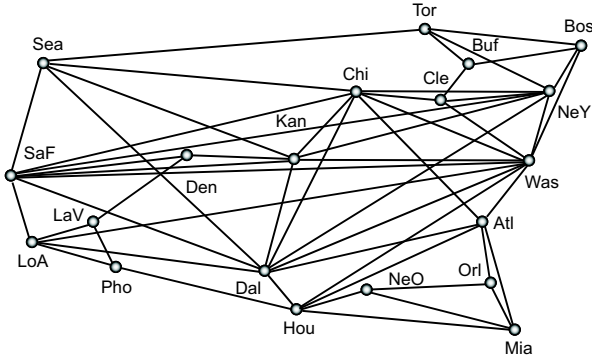 Tor
Bos
Sea
Buf
Chi
Cle
NeY
Kan
SaF
Den
Was
LaV
Atl
LoA
Pho
Dal
NeO
Orl
Hou
Mia